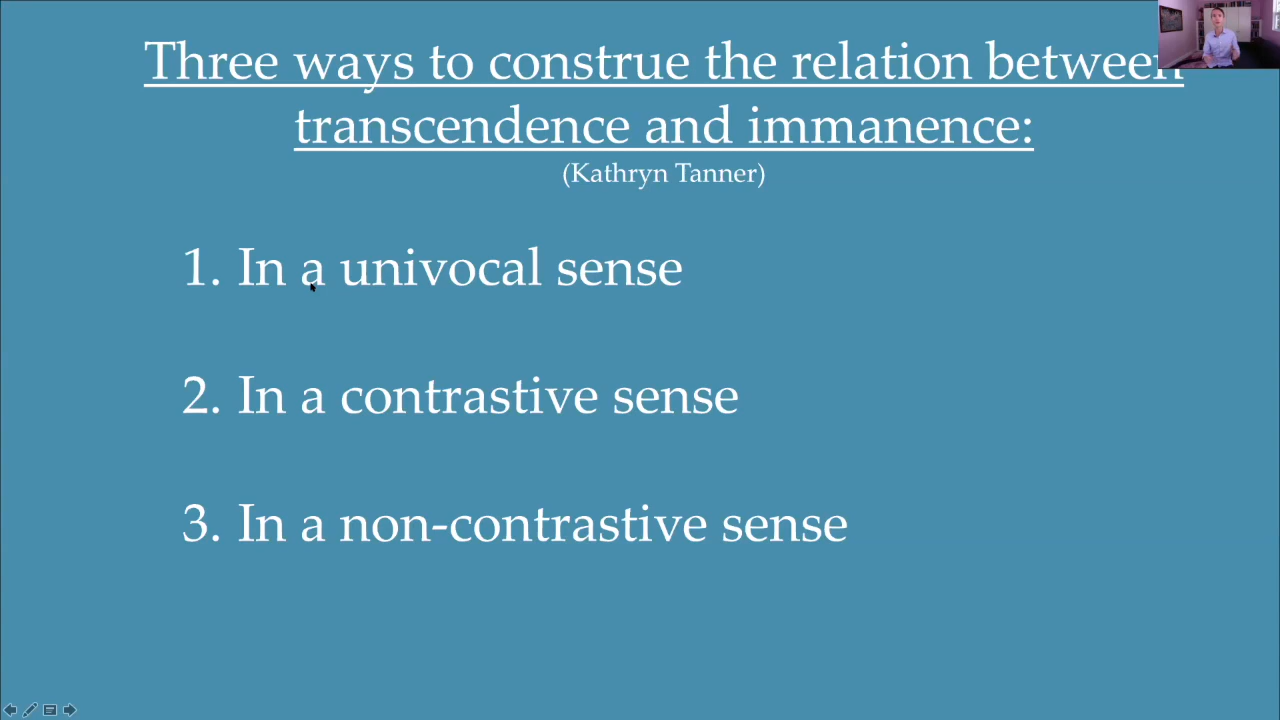 Three ways to construe the relation between
transcendence and immanence:
(Kathryn Tanner)
1. In a univocal sense
2. In a contrastive sense
3. In a non-contrastive sense